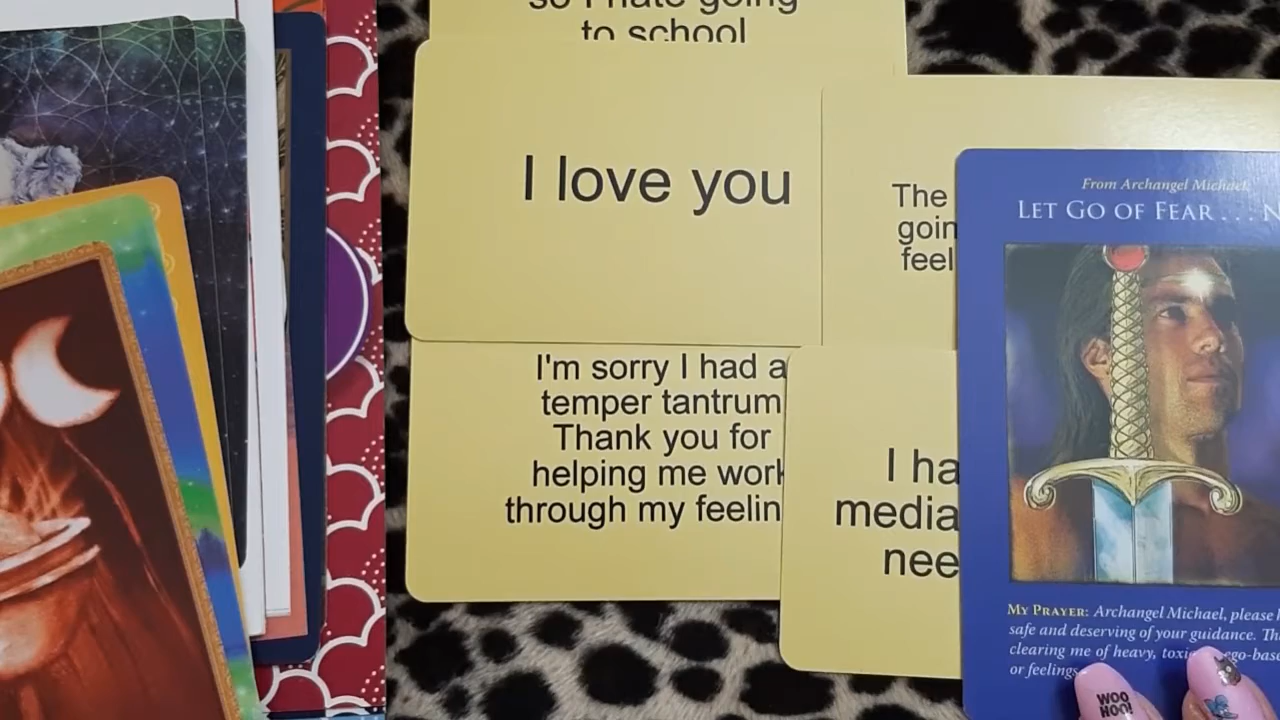 so I hate going
to school
I love you
The
goin
feel
I'm sorry I had a
temper tantrum
Thank you for
helping me work
through my feelin
I ha
media
nee
From Archangel Michael
LET GO OF FEAR . . . N
MY PRAYER: Archangel Michael, please h
safe and deserving of your guidance. Th
clearing me of heavy, toxic ego-base
or feelings
WOO
HOO!